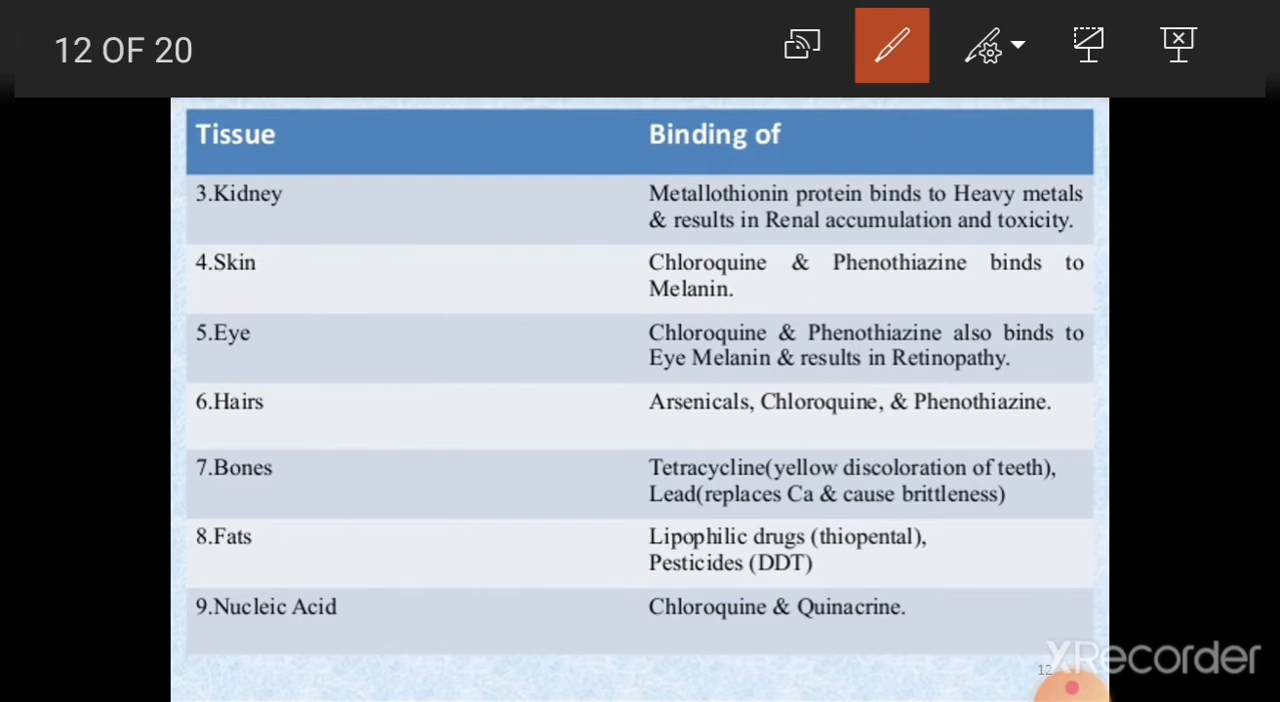 12 OF 20
Tissue Binding of
3.Kidney Metallothionin protein binds to Heavy metals
& results in Renal accumulation and toxicity.
4.Skin Chloroquine & Phenothiazine binds to
Melanin.
5.Eye Chloroquine & Phenothiazine also binds to
Eye Melanin & results in Retinopathy.
6.Hairs Arsenicals, Chloroquine, & Phenothiazine.
7.Bones Tetracycline(yellow discoloration of teeth),
Lead(replaces Ca & cause brittleness)
8.Fats Lipophilic drugs (thiopental),
Pesticides (DDT)
9.Nucleic Acid Chloroquine & Quinacrine.
XRecorder
12